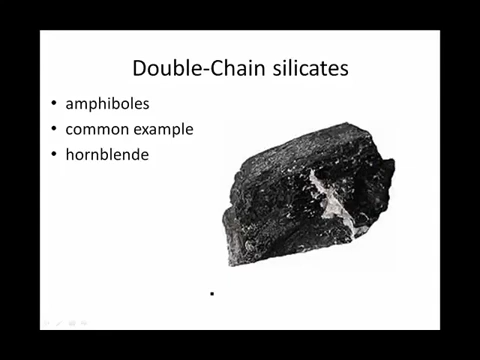 Double-Chain silicates
• amphiboles
• common example
• hornblende